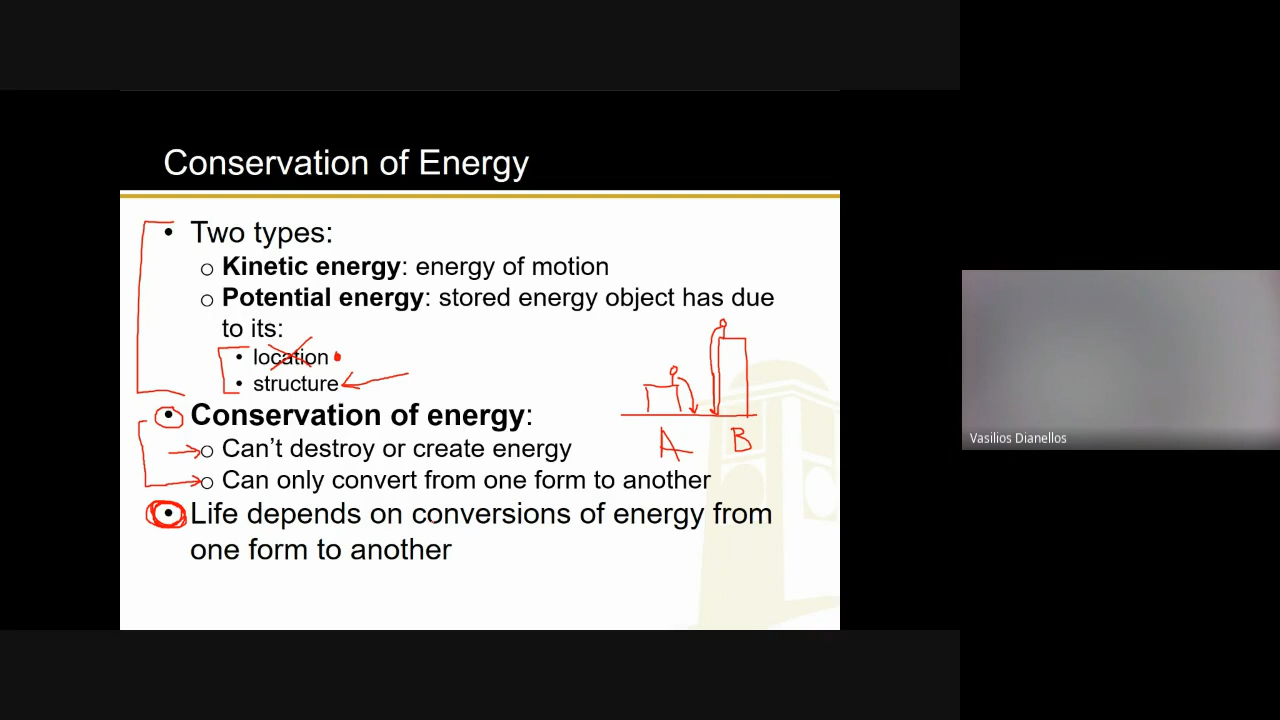 Conservation of Energy
• Two types:
o Kinetic energy: energy of motion
o Potential energy: stored energy object has due
to its:
• location
• structure
• Conservation of energy:
o Can't destroy or create energy
o Can only convert from one form to another
• Life depends on conversions of energy from
one form to another
A B
Vasilios Dianellos